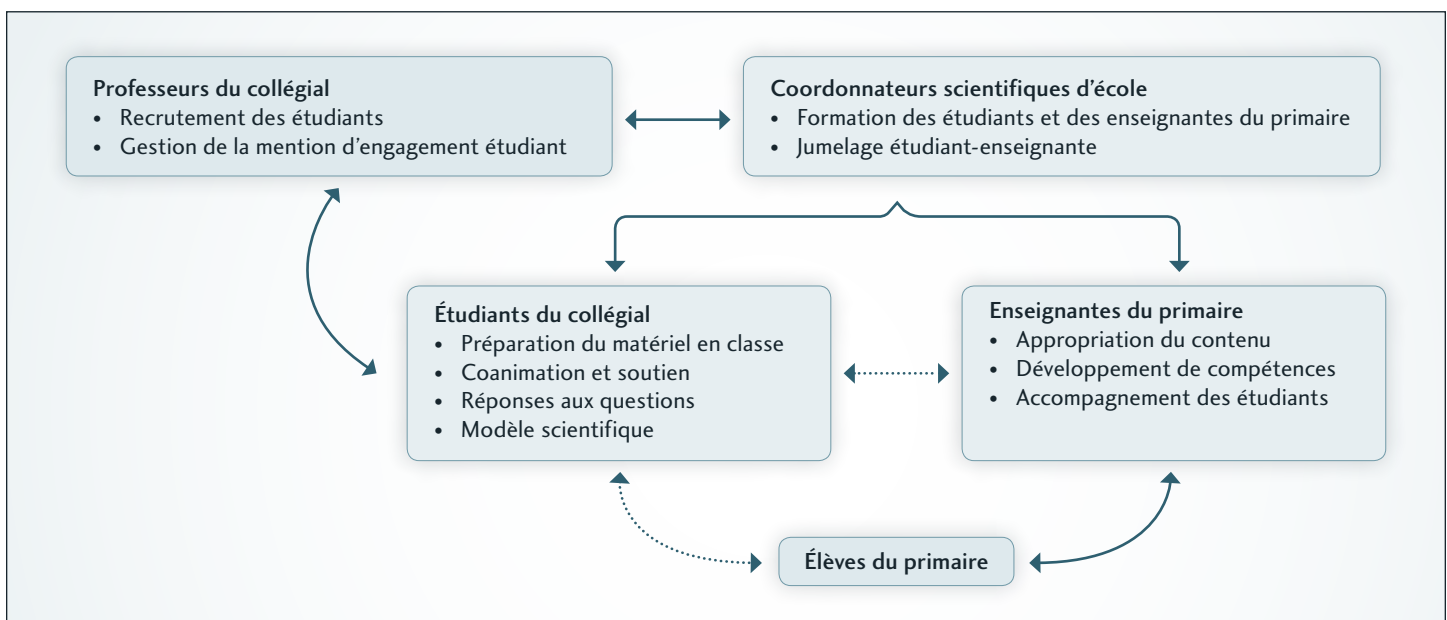 Professeurs du collégial
• Recrutement des étudiants
• Gestion de la mention d'engagement étudiant
Coordonnateurs scientifiques d'école
• Formation des étudiants et des enseignantes du primaire
• Jumelage étudiant-enseignante
Étudiants du collégial
• Préparation du matériel en classe
• Coanimation et soutien
• Réponses aux questions
• Modèle scientifique
Enseignantes du primaire
• Appropriation du contenu
• Développement de compétences
• Accompagnement des étudiants
Élèves du primaire